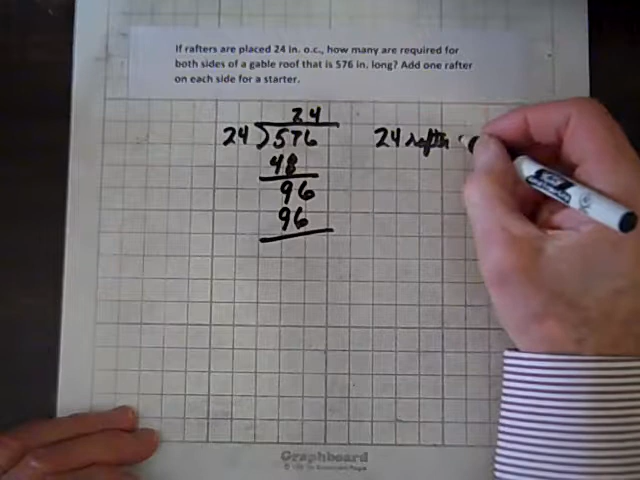 If rafters are placed 24 in. o.c., how many are required for
both sides of a gable roof that is 576 in. long? Add one rafter
on each side for a starter.
24
24)576
24 rafter
48
96
96
Graphboard